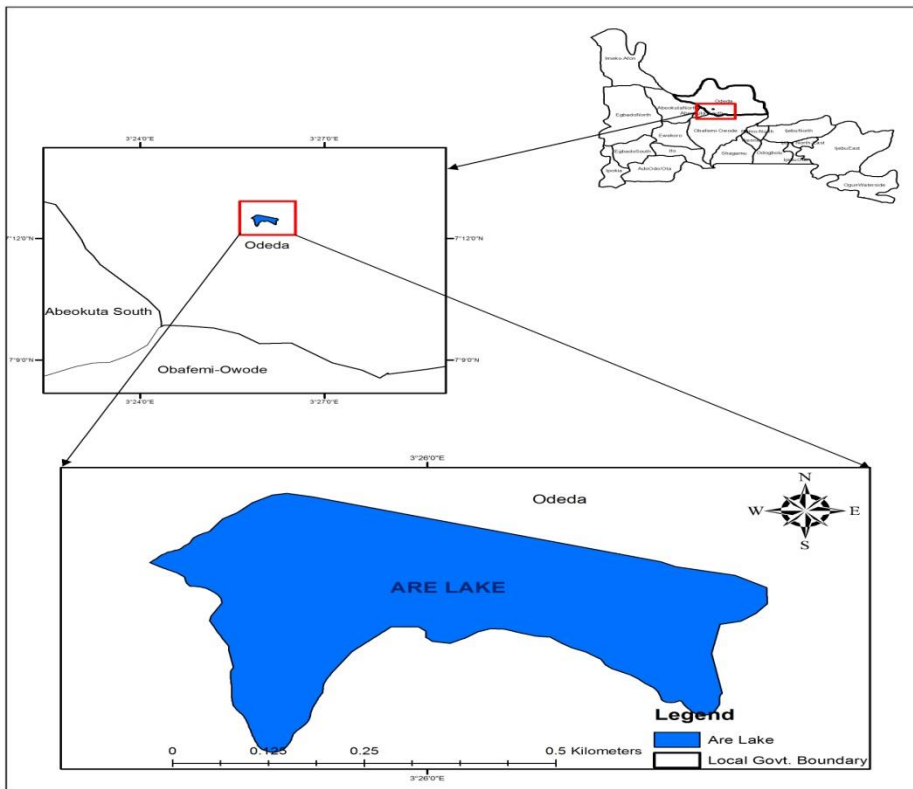 Imeko-Afon
Odeda
Abeokuta North
Egbado North
Obafemi-Owode
Ewekoro
Ijebu North
Ijebu East
Egbado South
Ifo
Shagamu
Odogbolu
Ipokia
Ado Odo/Ota
Ogun Waterside
3°24'0"E 3°27'0"E
7°12'0"N 7°12'0"N
Odeda
Abeokuta South
7°9'0"N 7°9'0"N
Obafemi-Owode
3°24'0"E 3°27'0"E
3°26'0"E
Odeda
N
W E
S
ARE LAKE
Legend
Are Lake
Local Govt. Boundary
0 0.125 0.25 0.5 Kilometers
3°26'0"E